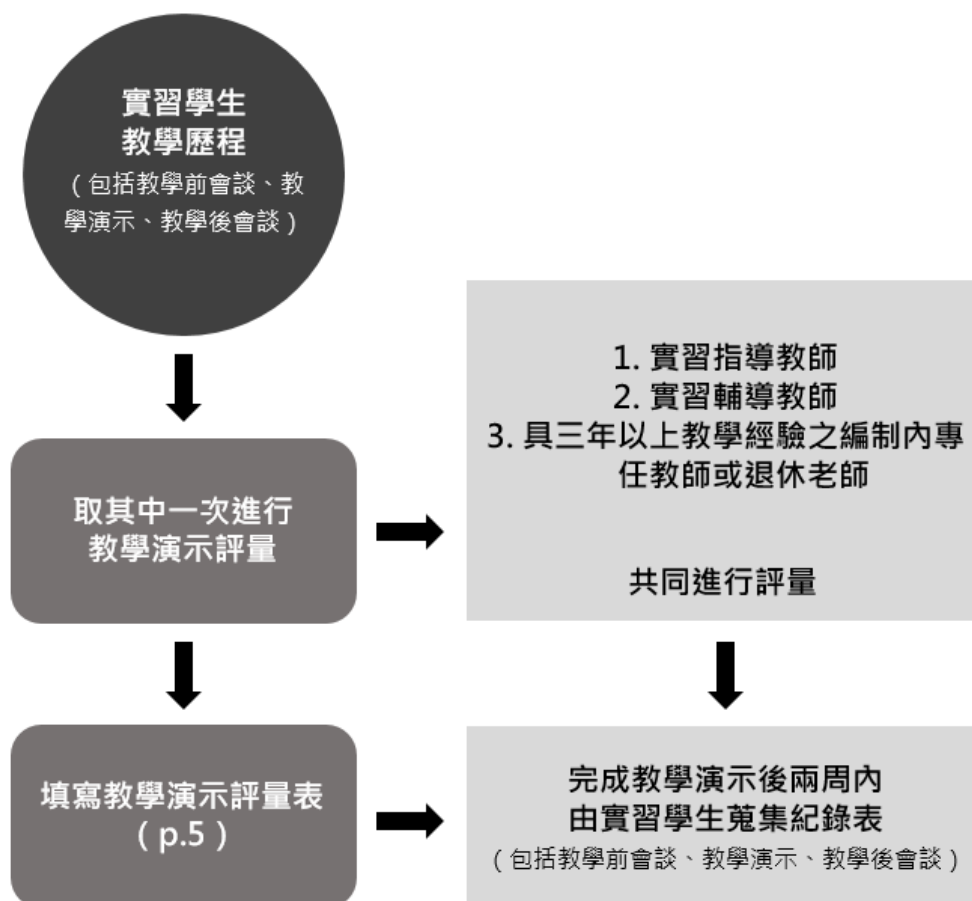 實習學生
教學歷程
（包括教學前會談、教
學演示、教學後會談）
取其中一次進行
教學演示評量
1. 實習指導教師
2. 實習輔導教師
3. 具三年以上教學經驗之編制內專
任教師或退休老師
共同進行評量
填寫教學演示評量表
（p.5）
完成教學演示後兩周內
由實習學生蒐集紀錄表
（包括教學前會談、教學演示、教學後會談）